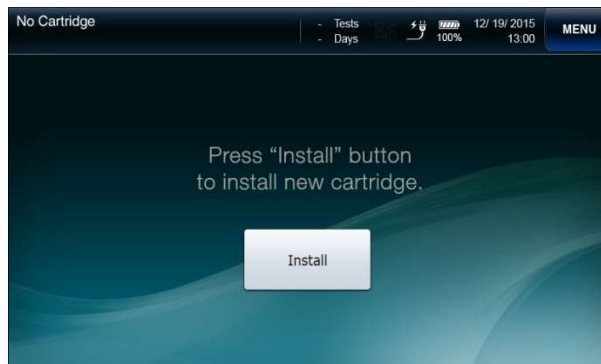 No Cartridge
- Tests
- Days
100%
12/ 19/ 2015
13:00
MENU
Press “Install” button
to install new cartridge.
Install